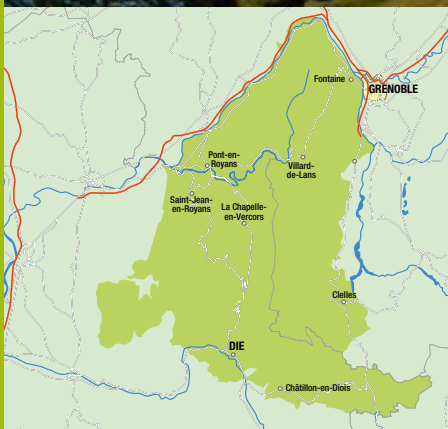 Fontaine
GRENOBLE
Pont-en-
Royans
Villard-
de-Lans
Saint-Jean-
en-Royans
La Chapelle-
en-Vercors
Clelles
DIE
Châtillon-en-Diois